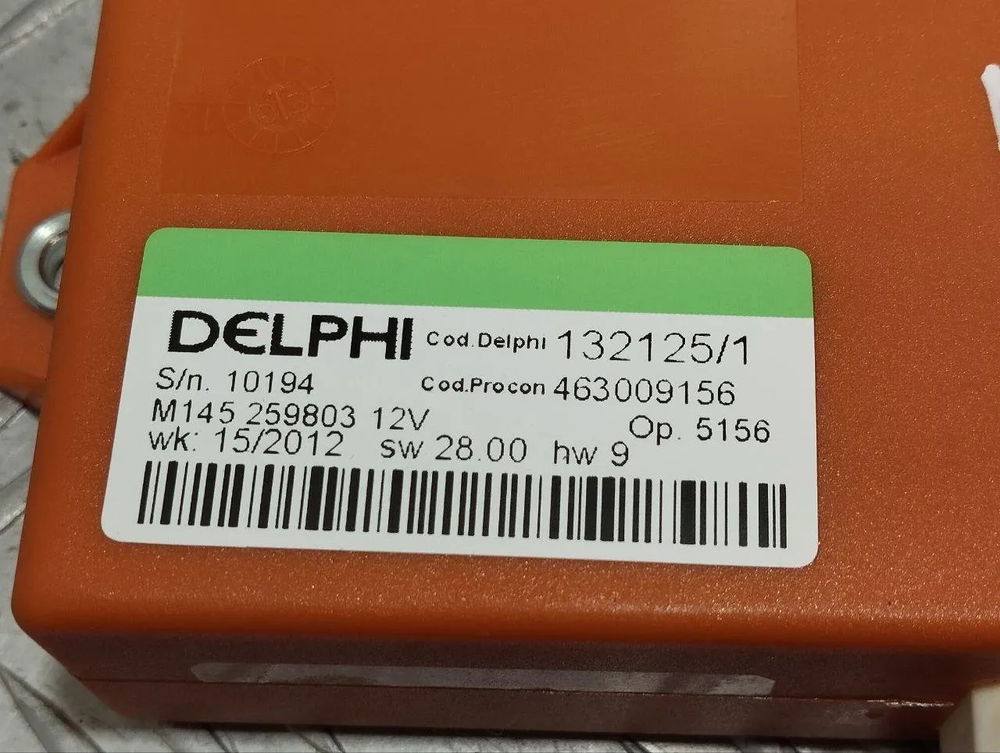 DELPHI Cod.Delphi 132125/1
S/n. 10194 Cod.Procon 463009156
M145 259803 12V Op. 5156
wk: 15/2012 sw 28.00 hw 9